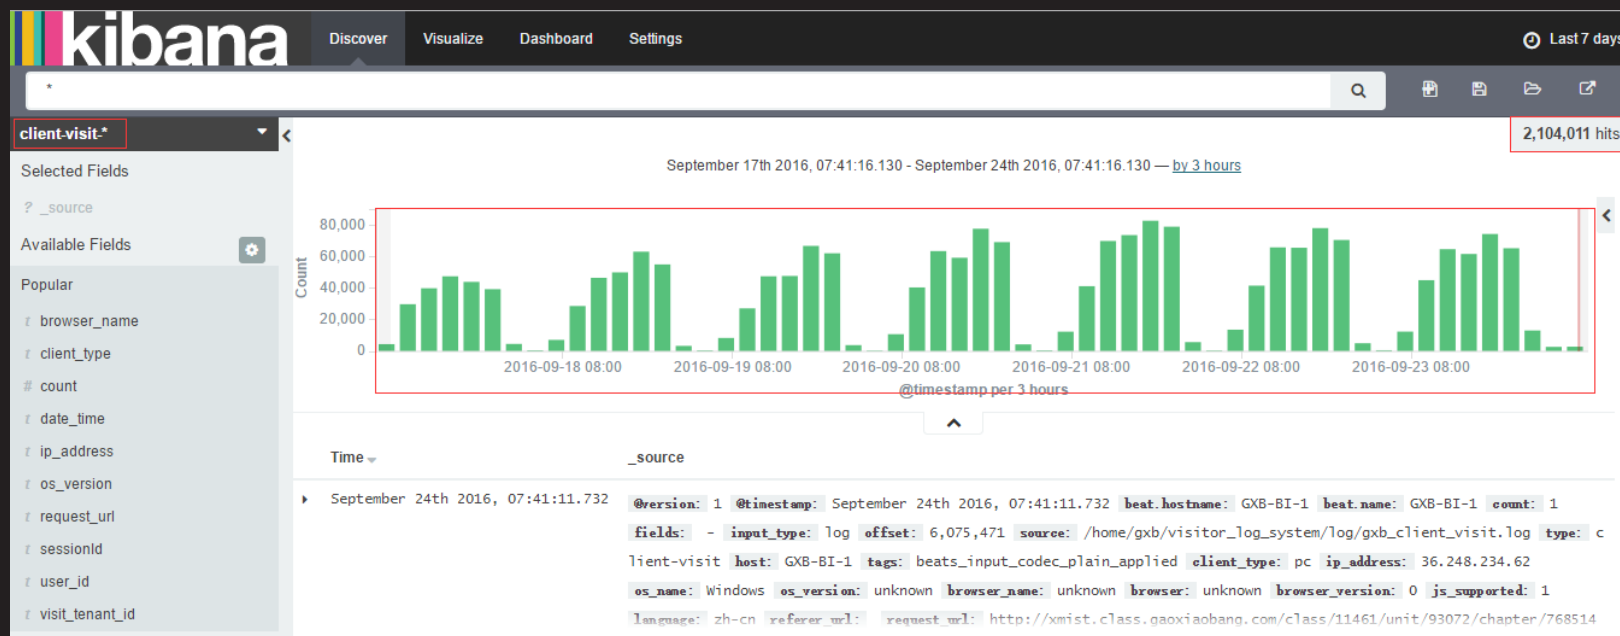 kibana Discover Visualize Dashboard Settings Last 7 days
*
client-visit-*
2,104,011 hits
Selected Fields
? _source
Available Fields
Popular
t browser_name
t client_type
# count
t date_time
t ip_address
t os_version
t request_url
t sessionId
t user_id
t visit_tenant_id
September 17th 2016, 07:41:16.130 - September 24th 2016, 07:41:16.130 — by 3 hours
Count
80,000
60,000
40,000
20,000
0
2016-09-18 08:00 2016-09-19 08:00 2016-09-20 08:00 2016-09-21 08:00 2016-09-22 08:00 2016-09-23 08:00
@timestamp per 3 hours
Time _source
September 24th 2016, 07:41:11.732 @version: 1 @timestamp: September 24th 2016, 07:41:11.732 beat.hostname: GXB-BI-1 beat.name: GXB-BI-1 count: 1
fields: - input_type: log offset: 6,075,471 source: /home/gxb/visitor_log_system/log/gxb_client_visit.log type: c
lient-visit host: GXB-BI-1 tags: beats_input_codec_plain_applied client_type: pc ip_address: 36.248.234.62
os_name: Windows os_version: unknown browser_name: unknown browser: unknown browser_version: 0 js_supported: 1
language: zh-cn referer_url: request_url: http://xmist.class.gaoxiaobang.com/class/11461/unit/93072/chapter/768514